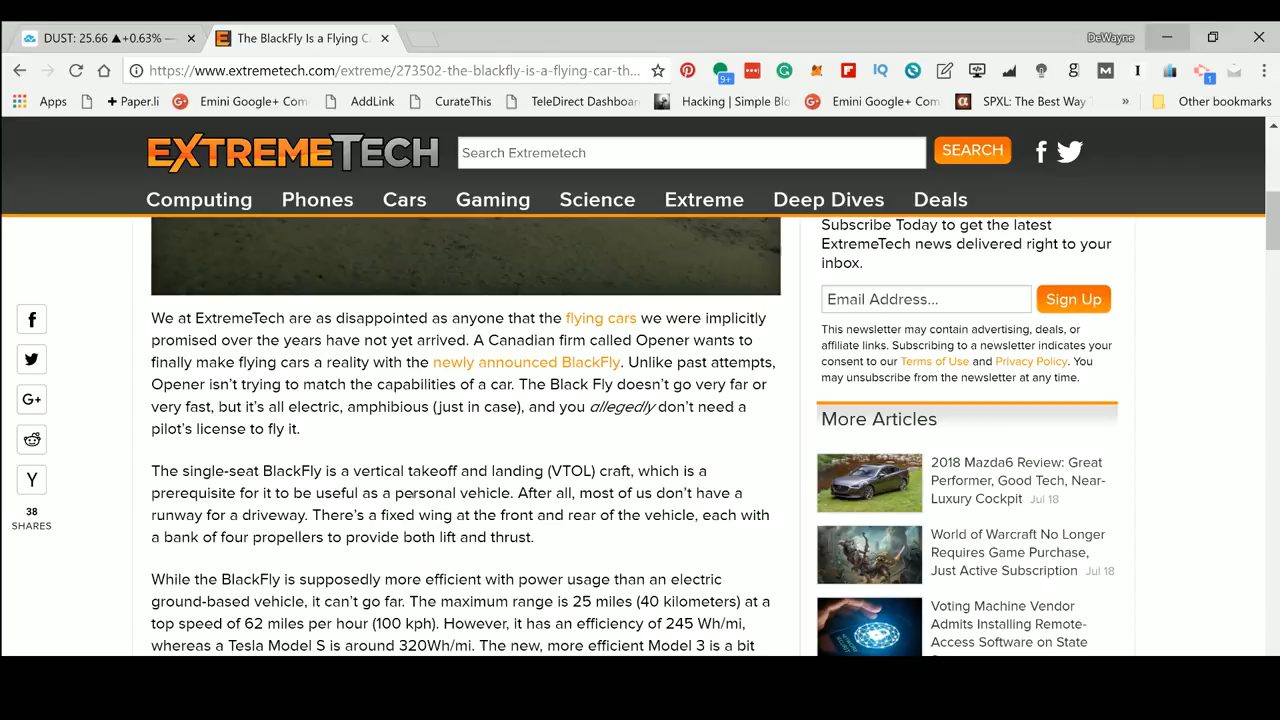 DUST: 25.66 ▲+0.63%
The BlackFly Is a Flying C
DeWayne
https://www.extremetech.com/extreme/273502-the-blackfly-is-a-flying-car-th...
9+
IQ
1
Apps
+ Paper.li
Emini Google+ Com
AddLink
CurateThis
TeleDirect Dashboar
Hacking | Simple Blo
Emini Google+ Com
SPXL: The Best Way
»
Other bookmarks
EXTREMETECH
Search Extremetech
SEARCH
Computing
Phones
Cars
Gaming
Science
Extreme
Deep Dives
Deals
We at ExtremeTech are as disappointed as anyone that the flying cars we were implicitly
promised over the years have not yet arrived. A Canadian firm called Opener wants to
finally make flying cars a reality with the newly announced BlackFly. Unlike past attempts,
Opener isn't trying to match the capabilities of a car. The Black Fly doesn't go very far or
very fast, but it's all electric, amphibious (just in case), and you allegedly don't need a
pilot's license to fly it.
The single-seat BlackFly is a vertical takeoff and landing (VTOL) craft, which is a
prerequisite for it to be useful as a personal vehicle. After all, most of us don't have a
runway for a driveway. There's a fixed wing at the front and rear of the vehicle, each with
a bank of four propellers to provide both lift and thrust.
While the BlackFly is supposedly more efficient with power usage than an electric
ground-based vehicle, it can't go far. The maximum range is 25 miles (40 kilometers) at a
top speed of 62 miles per hour (100 kph). However, it has an efficiency of 245 Wh/mi,
whereas a Tesla Model S is around 320Wh/mi. The new, more efficient Model 3 is a bit
G+
Y
38
SHARES
Subscribe Today to get the latest
ExtremeTech news delivered right to your
inbox.
Email Address...
Sign Up
This newsletter may contain advertising, deals, or
affiliate links. Subscribing to a newsletter indicates your
consent to our Terms of Use and Privacy Policy. You
may unsubscribe from the newsletter at any time.
More Articles
2018 Mazda6 Review: Great
Performer, Good Tech, Near-
Luxury Cockpit Jul 18
World of Warcraft No Longer
Requires Game Purchase,
Just Active Subscription Jul 18
Voting Machine Vendor
Admits Installing Remote-
Access Software on State